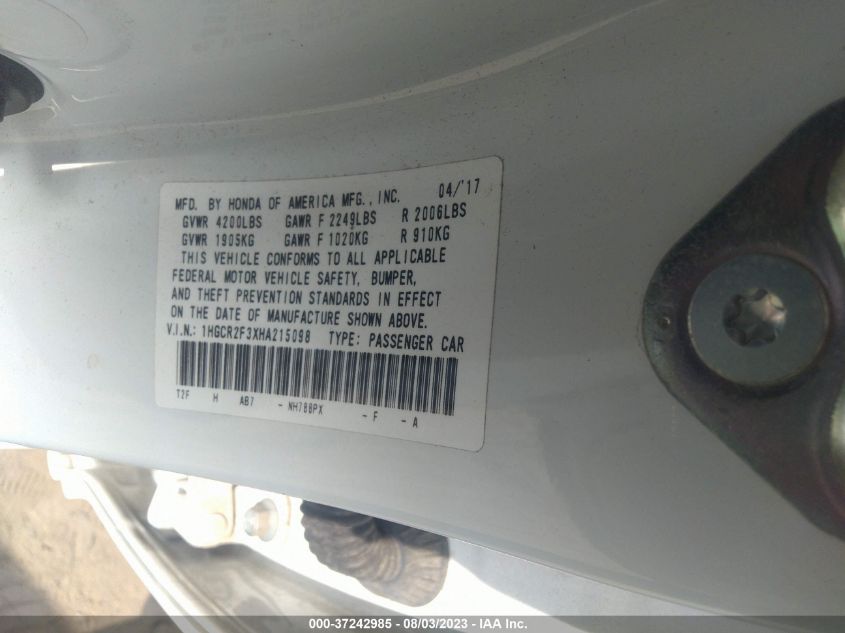 MFD. BY HONDA OF AMERICA MFG., INC. 04/'17
GVWR 4200LBS GAWR F 2249LBS R 2006LBS
GVWR 1905KG GAWR F 1020KG R 910KG
THIS VEHICLE CONFORMS TO ALL APPLICABLE
FEDERAL MOTOR VEHICLE SAFETY, BUMPER,
AND THEFT PREVENTION STANDARDS IN EFFECT
ON THE DATE OF MANUFACTURE SHOWN ABOVE.
V.I.N.: 1HGCR2F3XHA215098 TYPE: PASSENGER CAR
T2F H AB7 - NH788PX - F - A
000-37242985 - 08/03/2023 - IAA Inc.